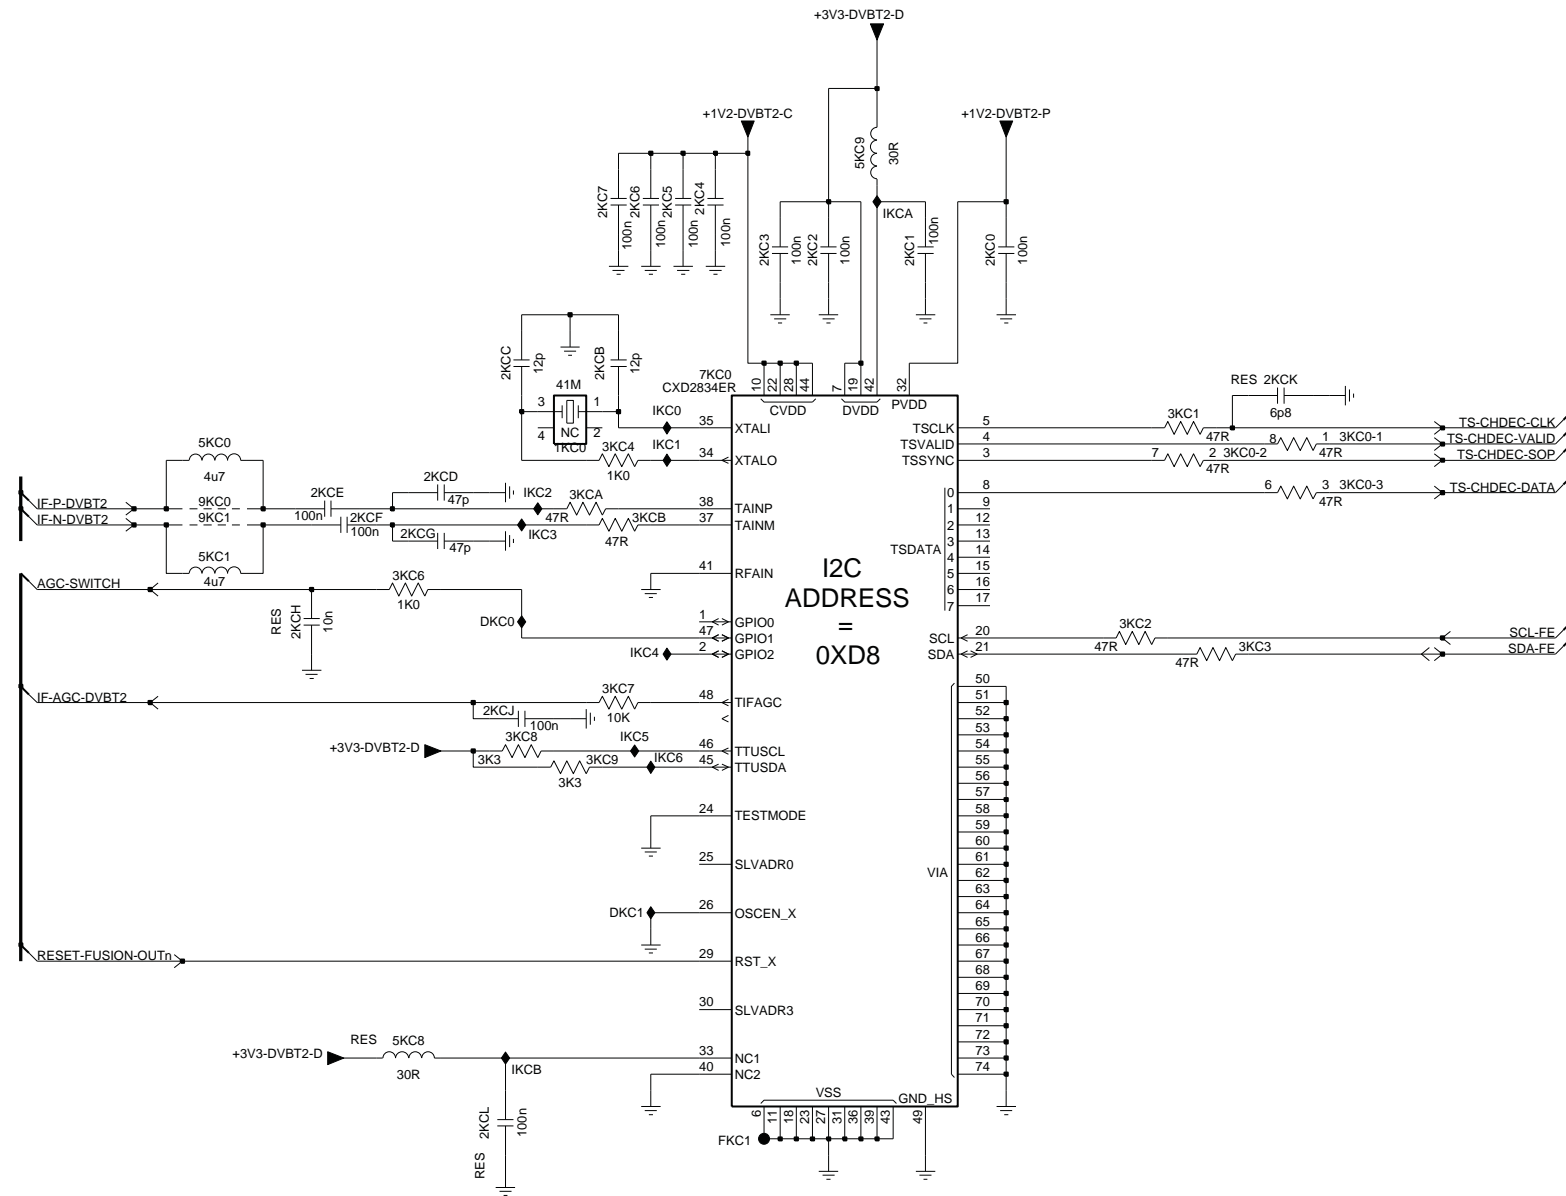 +3V3-DVBT2-D
+1V2-DVBT2-C
+1V2-DVBT2-P
5KC9
30R
IKCA
2KC7
100n
2KC6
100n
2KC5
100n
2KC4
100n
2KC3
100n
2KC2
100n
2KC1
100n
2KC0
100n
2KCC
12p
2KCB
12p
41M
3
1
4
2
NC
1KC0
7KC0
CXD2834ER
10
22
28
44
7
19
42
32
CVDD
DVDD
PVDD
IKC0
35
XTALI
IKC1
3KC4
1K0
34
XTALO
5KC0
4u7
IF-P-DVBT2
9KC0
2KCE
100n
2KCD
47p
IKC2
3KCA
47R
38
TAINP
IF-N-DVBT2
9KC1
2KCF
100n
2KCG
47p
IKC3
3KCB
47R
37
TAINM
5KC1
4u7
41
RFAIN
AGC-SWITCH
3KC6
1K0
RES
2KCH
10n
DKC0
1
GPIO0
47
GPIO1
IKC4
2
GPIO2
IF-AGC-DVBT2
3KC7
10K
48
TIFAGC
2KCJ
100n
+3V3-DVBT2-D
3KC8
3K3
IKC5
46
TTUSCL
3KC9
3K3
IKC6
45
TTUSDA
24
TESTMODE
25
SLVADR0
DKC1
26
OSCEN_X
RESET-FUSION-OUTn
29
RST_X
30
SLVADR3
+3V3-DVBT2-D
RES
5KC8
30R
IKCB
33
NC1
40
NC2
RES
2KCL
100n
I2C
ADDRESS
=
0XD8
VSS
GND_HS
6
11
18
23
27
31
36
39
43
49
FKC1
RES 2KCK
6p8
TSCLK
5
3KC1
47R
TS-CHDEC-CLK
TSVALID
4
8
1
3KC0-1
47R
TS-CHDEC-VALID
TSSYNC
3
7
2
3KC0-2
47R
TS-CHDEC-SOP
TSDATA
0
8
6
3
3KC0-3
47R
TS-CHDEC-DATA
1
9
2
12
3
13
4
14
5
15
6
16
7
17
SCL
20
3KC2
47R
SCL-FE
SDA
21
3KC3
47R
SDA-FE
VIA
50
51
52
53
54
55
56
57
58
59
60
61
62
63
64
65
66
67
68
69
70
71
72
73
74